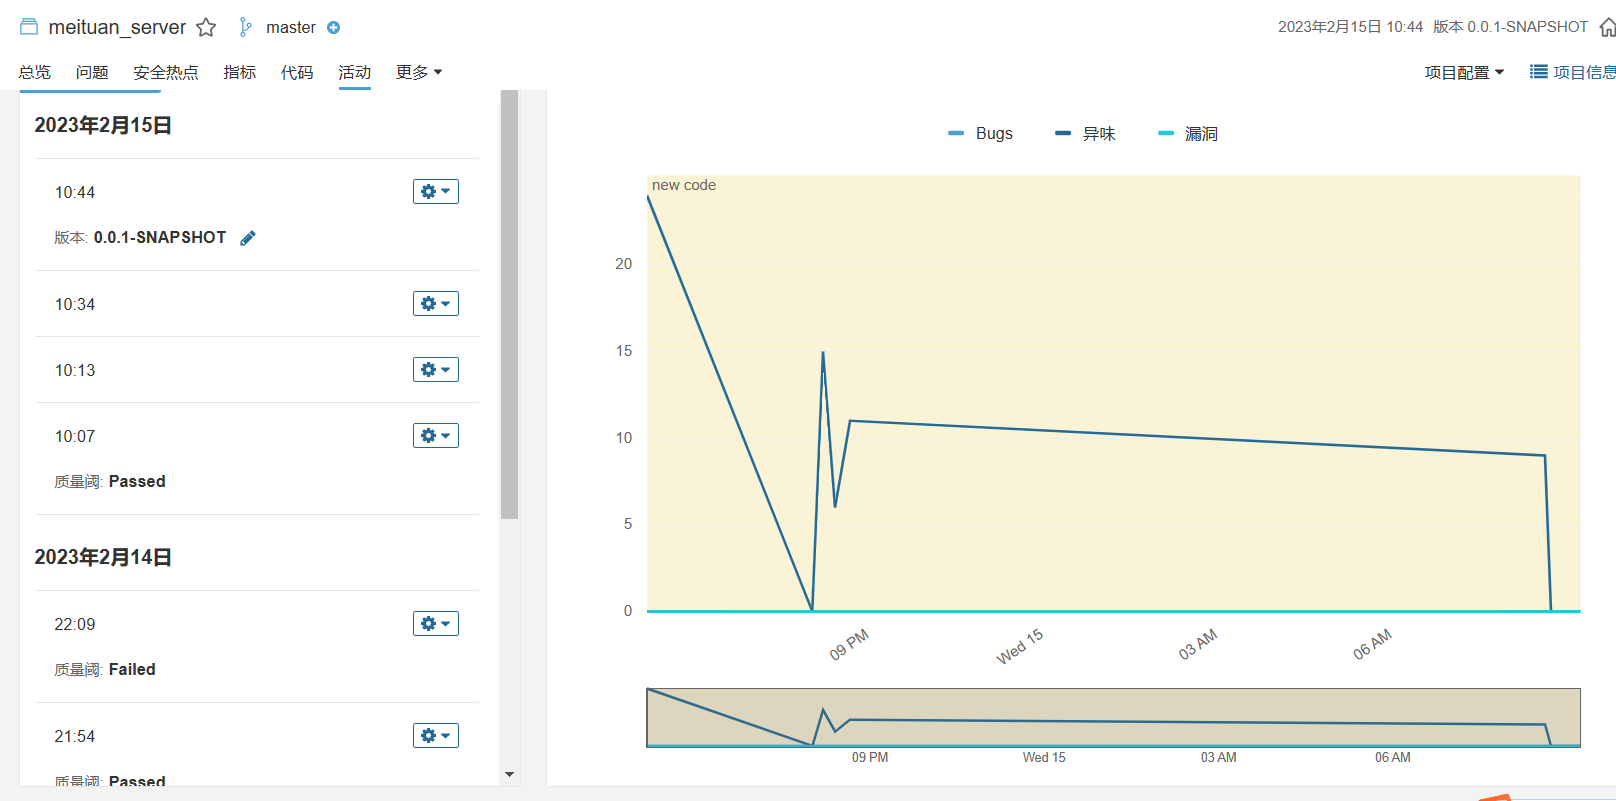 meituan_server master 2023年2月15日 10:44 版本 0.0.1-SNAPSHOT
总览 问题 安全热点 指标 代码 活动 更多 项目配置 项目信息
2023年2月15日
10:44
版本: 0.0.1-SNAPSHOT
10:34
10:13
10:07
质量阈: Passed
2023年2月14日
22:09
质量阈: Failed
21:54
质量阈: Passed
Bugs 异味 漏洞
new code
20
15
10
5
0
09 PM Wed 15 03 AM 06 AM
09 PM Wed 15 03 AM 06 AM